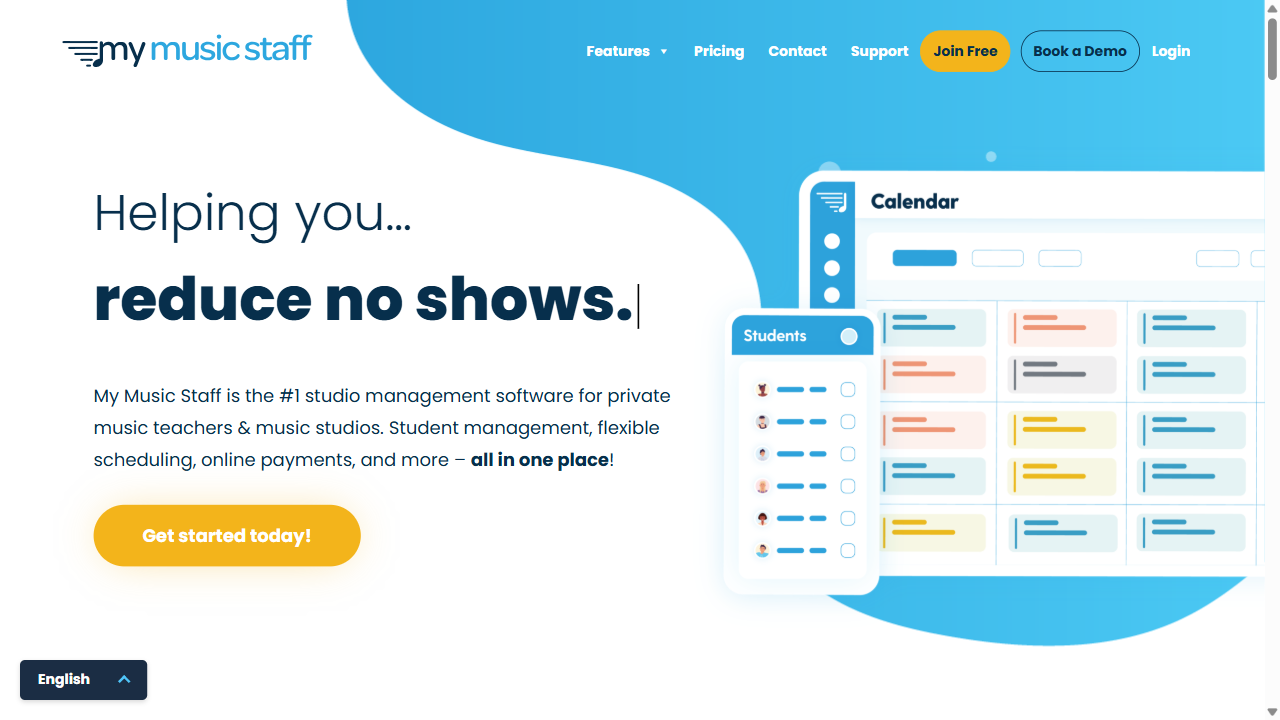 my music staff
Features
Pricing
Contact
Support
Join Free
Book a Demo
Login
Helping you...
reduce no shows.
My Music Staff is the #1 studio management software for private
music teachers & music studios. Student management, flexible
scheduling, online payments, and more – all in one place!
Get started today!
Calendar
Students
English